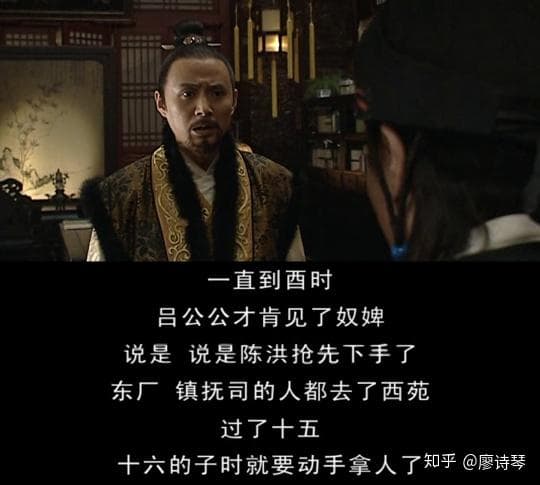 一直到酉时
吕公公才肯见了奴婢
说是 说是陈洪抢先下手了
东厂 镇抚司的人都去了西苑
过了十五
十六的子时就要动手拿人了
知乎 @廖诗琴